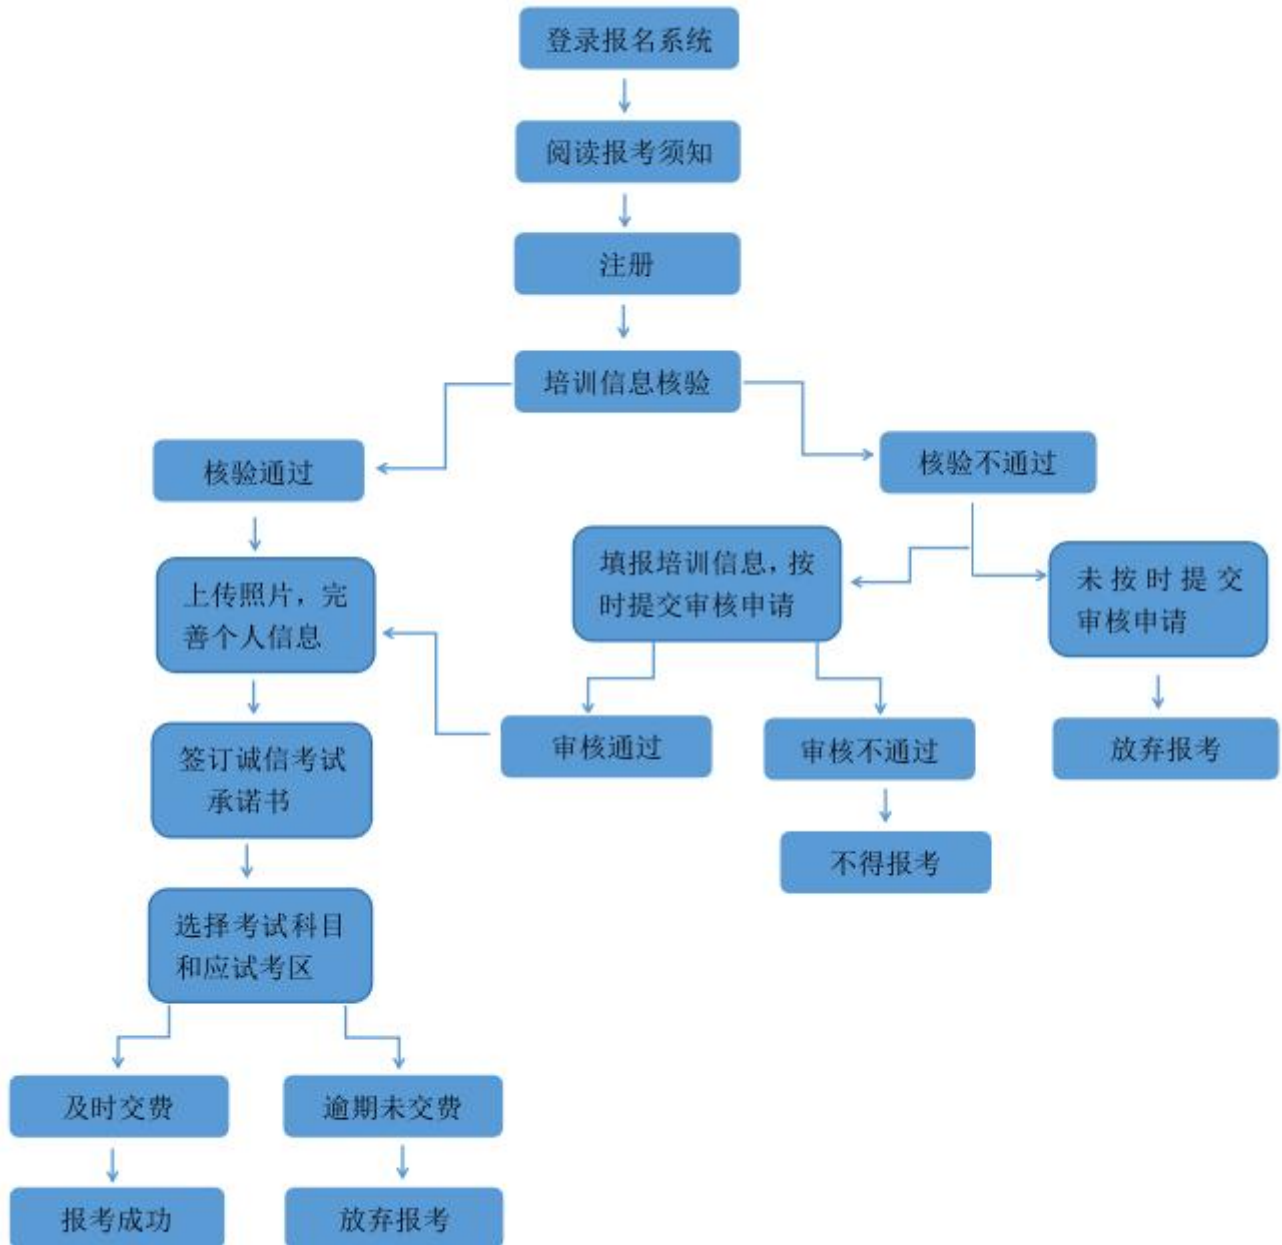 登录报名系统
阅读报考须知
注册
培训信息核验
核验通过
核验不通过
填报培训信息，按
时提交审核申请
未按时提交
审核申请
上传照片，完
善个人信息
审核通过
审核不通过
放弃报考
签订诚信考试
承诺书
不得报考
选择考试科目
和应试考区
及时交费
逾期未交费
报考成功
放弃报考